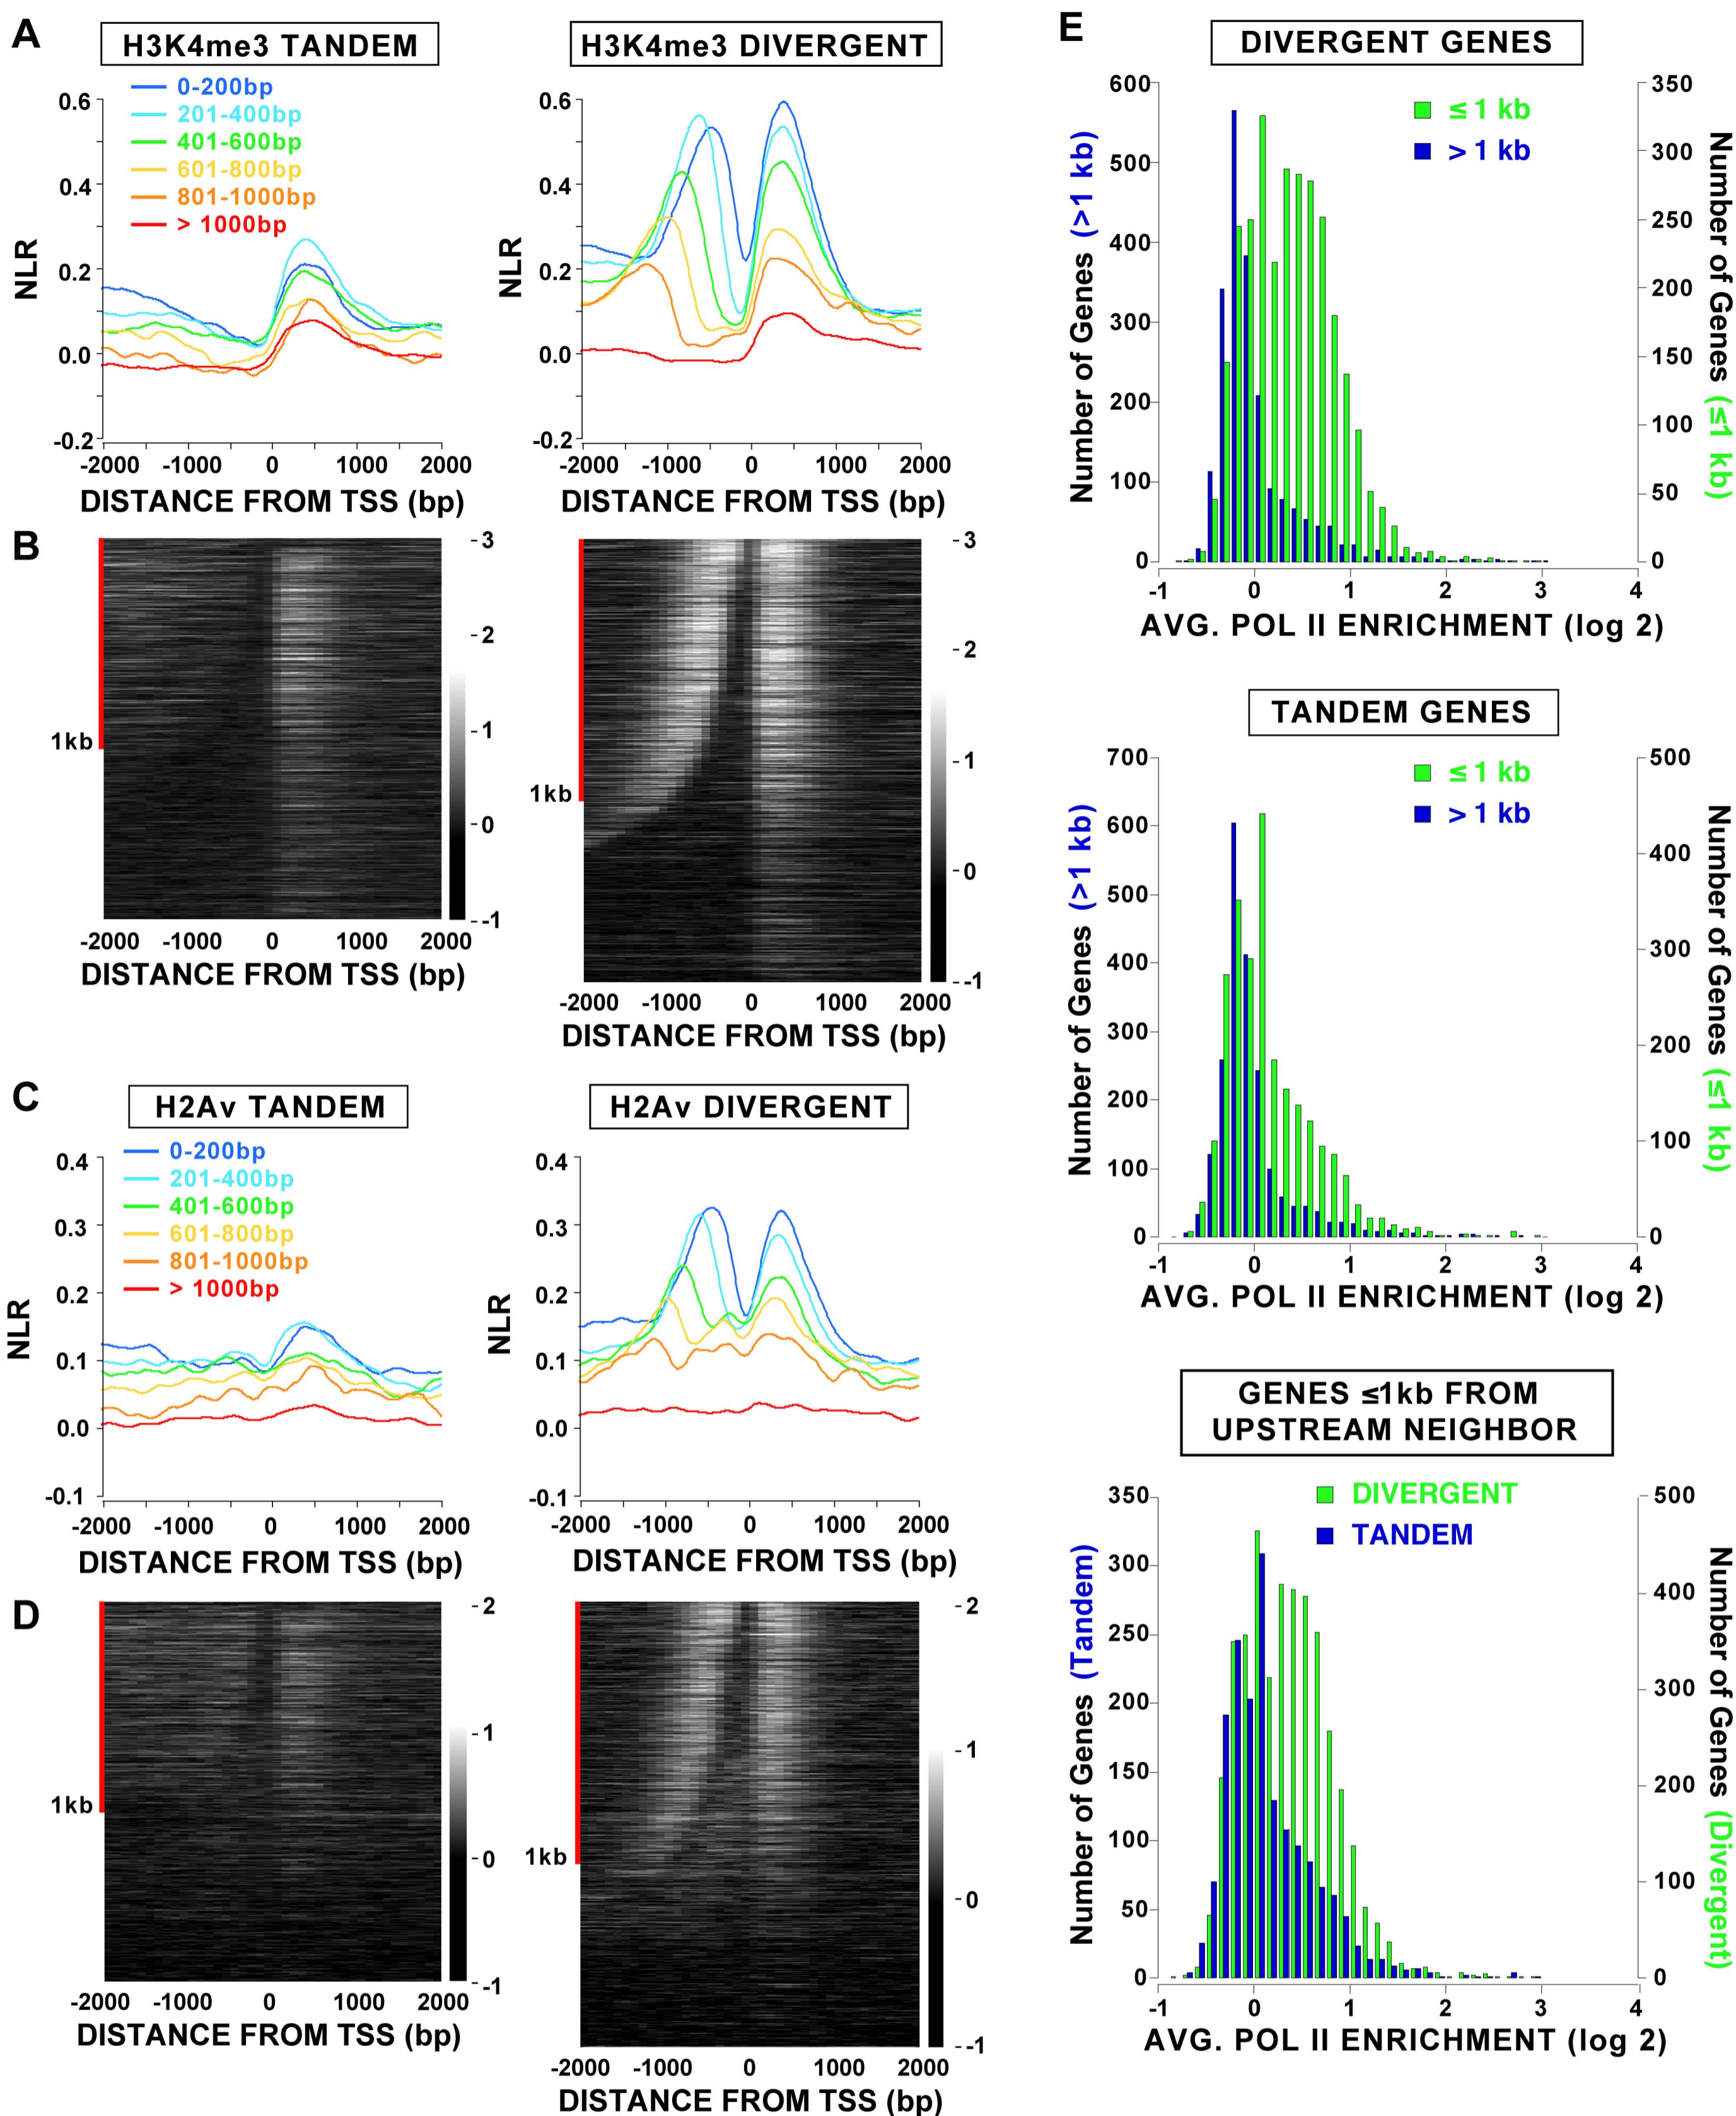 A
H3K4me3 TANDEM
0-200bp
201-400bp
401-600bp
601-800bp
801-1000bp
> 1000bp
NLR
0.6
0.4
0.2
0.0
-0.2
-2000 -1000 0 1000 2000
DISTANCE FROM TSS (bp)
H3K4me3 DIVERGENT
NLR
0.6
0.4
0.2
0.0
-0.2
-2000 -1000 0 1000 2000
DISTANCE FROM TSS (bp)
B
1kb
3
2
1
0
-1
-2000 -1000 0 1000 2000
DISTANCE FROM TSS (bp)
1kb
3
2
1
0
-1
-2000 -1000 0 1000 2000
DISTANCE FROM TSS (bp)
C
H2Av TANDEM
0-200bp
201-400bp
401-600bp
601-800bp
801-1000bp
> 1000bp
NLR
0.4
0.3
0.2
0.1
0.0
-0.1
-2000 -1000 0 1000 2000
DISTANCE FROM TSS (bp)
H2Av DIVERGENT
NLR
0.4
0.3
0.2
0.1
0.0
-0.1
-2000 -1000 0 1000 2000
DISTANCE FROM TSS (bp)
D
1kb
2
1
0
-1
-2000 -1000 0 1000 2000
DISTANCE FROM TSS (bp)
1kb
2
1
0
-1
-2000 -1000 0 1000 2000
DISTANCE FROM TSS (bp)
E
DIVERGENT GENES
≤ 1 kb
> 1 kb
Number of Genes (>1 kb)
600
500
400
300
200
100
0
Number of Genes (≤1 kb)
350
300
250
200
150
100
50
0
-1 0 1 2 3 4
AVG. POL II ENRICHMENT (log 2)
TANDEM GENES
≤ 1 kb
> 1 kb
Number of Genes (>1 kb)
700
600
500
400
300
200
100
0
Number of Genes (≤1 kb)
500
400
300
200
100
0
-1 0 1 2 3 4
AVG. POL II ENRICHMENT (log 2)
GENES ≤1kb FROM
UPSTREAM NEIGHBOR
DIVERGENT
TANDEM
Number of Genes (Tandem)
350
300
250
200
150
100
50
0
Number of Genes (Divergent)
500
400
300
200
100
0
-1 0 1 2 3 4
AVG. POL II ENRICHMENT (log 2)